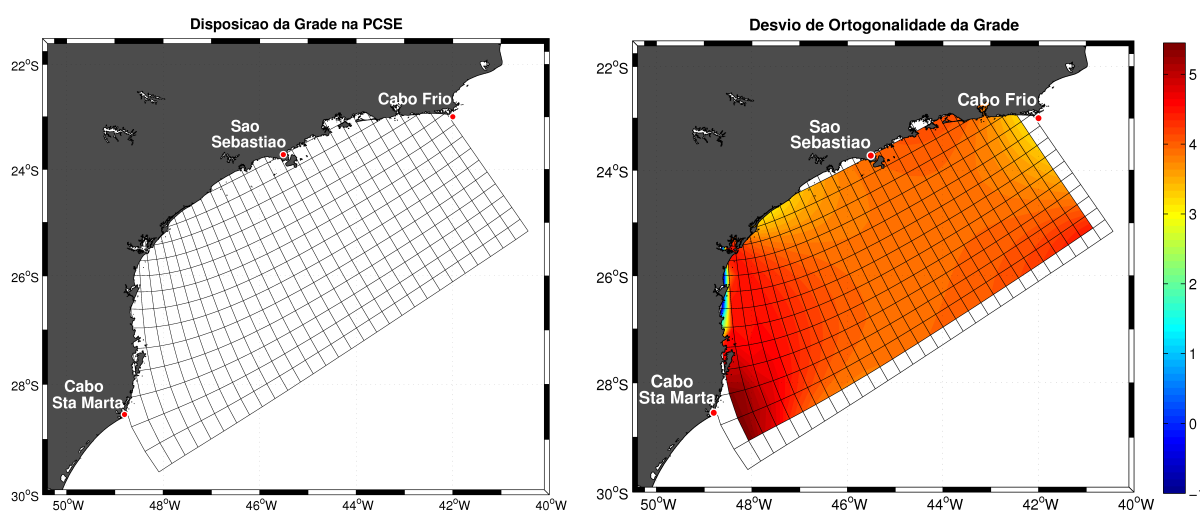 Disposicao da Grade na PCSE
22°S
24°S
26°S
28°S
30°S
50°W
48°W
46°W
44°W
42°W
40°W
Cabo Frio
Sao
Sebastiao
Cabo
Sta Marta
Desvio de Ortogonalidade da Grade
22°S
24°S
26°S
28°S
30°S
50°W
48°W
46°W
44°W
42°W
40°W
Cabo Frio
Sao
Sebastiao
Cabo
Sta Marta
5
4
3
2
1
0